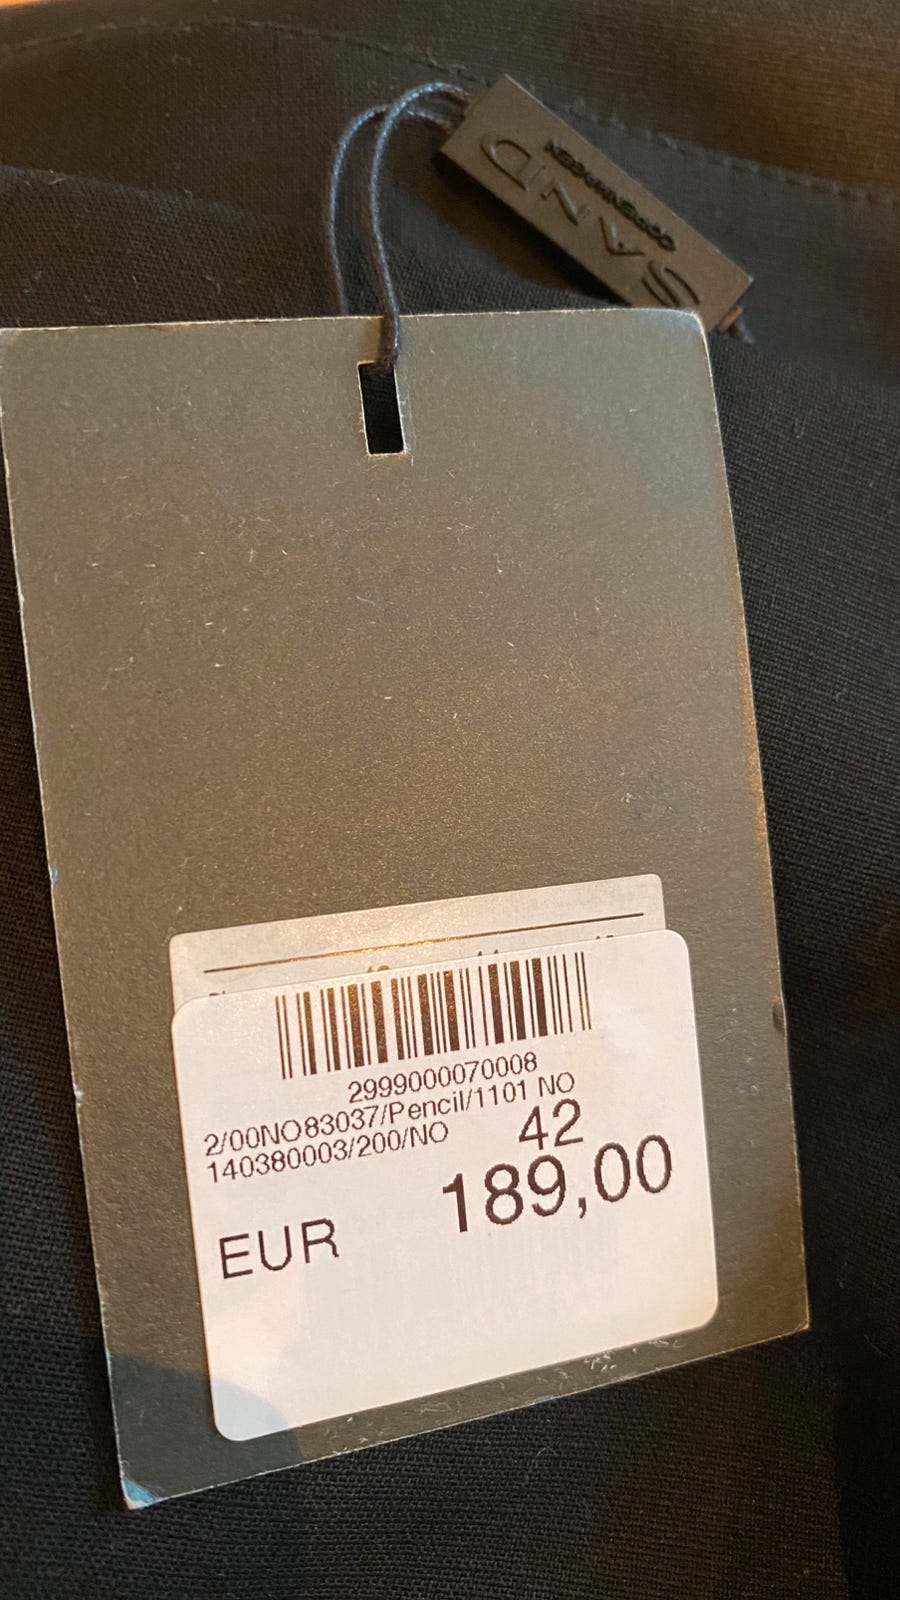 SAND
COPENHAGEN
2999000070008
2/00NO83037/Pencil/1101 NO
140380003/200/NO 42
EUR 189,00